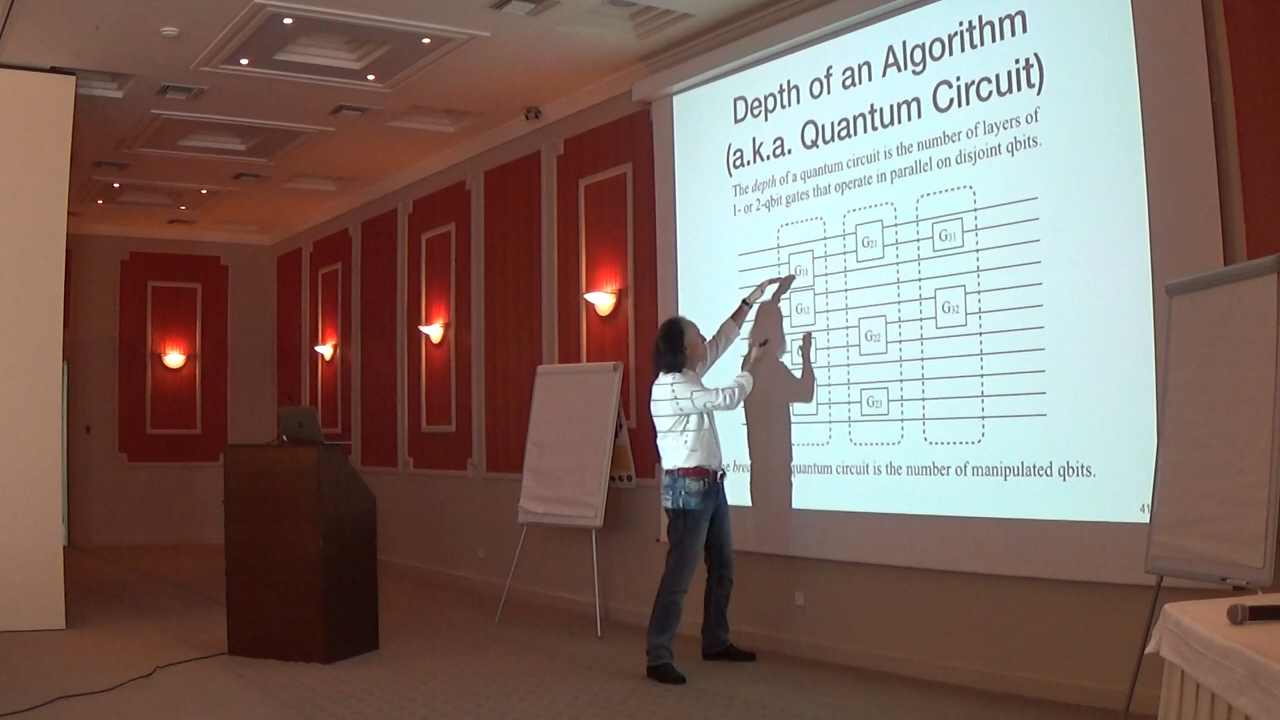 Depth of an Algorithm
(a.k.a. Quantum Circuit)
The depth of a quantum circuit is the number of layers of
1- or 2-qbit gates that operate in parallel on disjoint qbits.
G21 G31
G11
G12 G32
G22
G23
quantum circuit is the number of manipulated qbits.
41